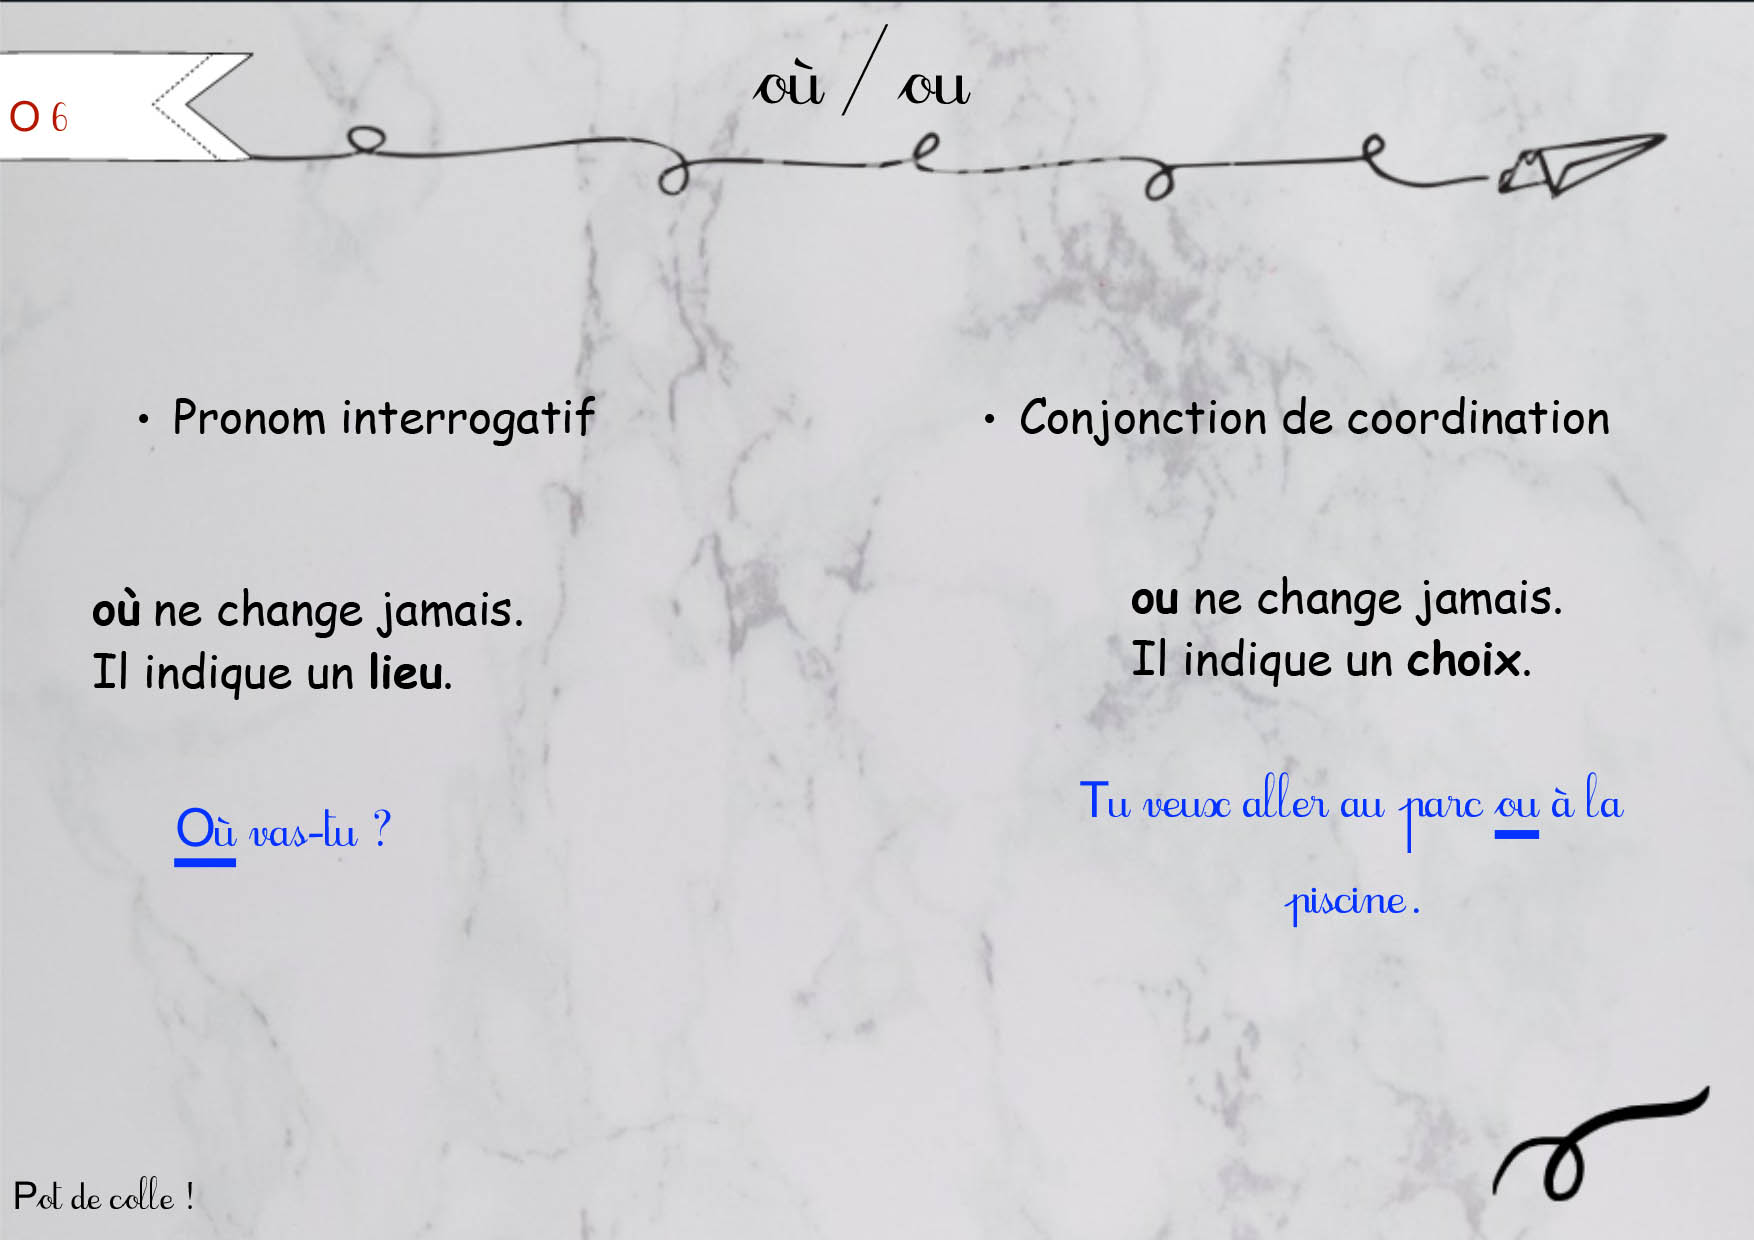 O 6
où / ou
• Pronom interrogatif
où ne change jamais.
Il indique un lieu.
Où vas-tu ?
• Conjonction de coordination
ou ne change jamais.
Il indique un choix.
Tu veux aller au parc ou à la
piscine.
Pot de colle !